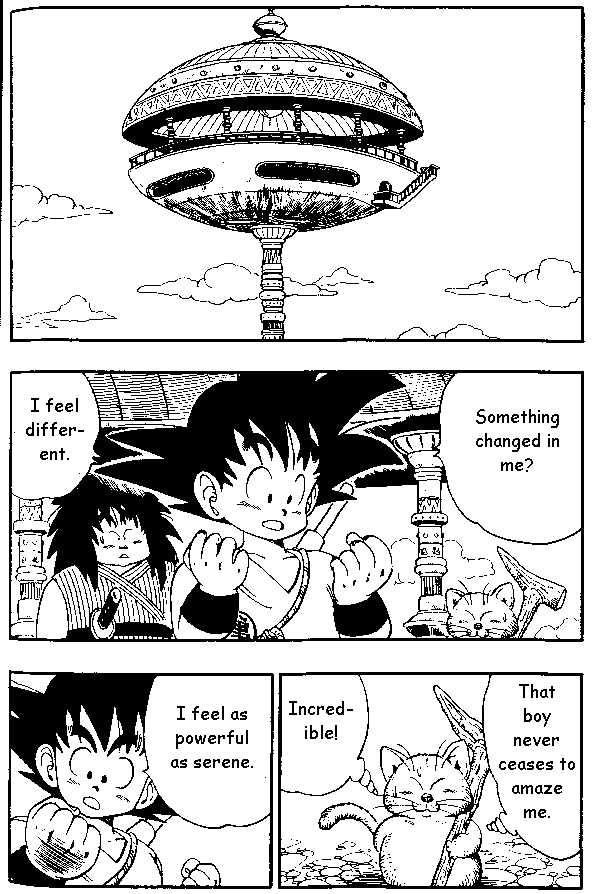 I feel
differ-
ent.
Something
changed in
me?
I feel as
powerful
as serene.
Incred-
ible!
That
boy
never
ceases to
amaze
me.